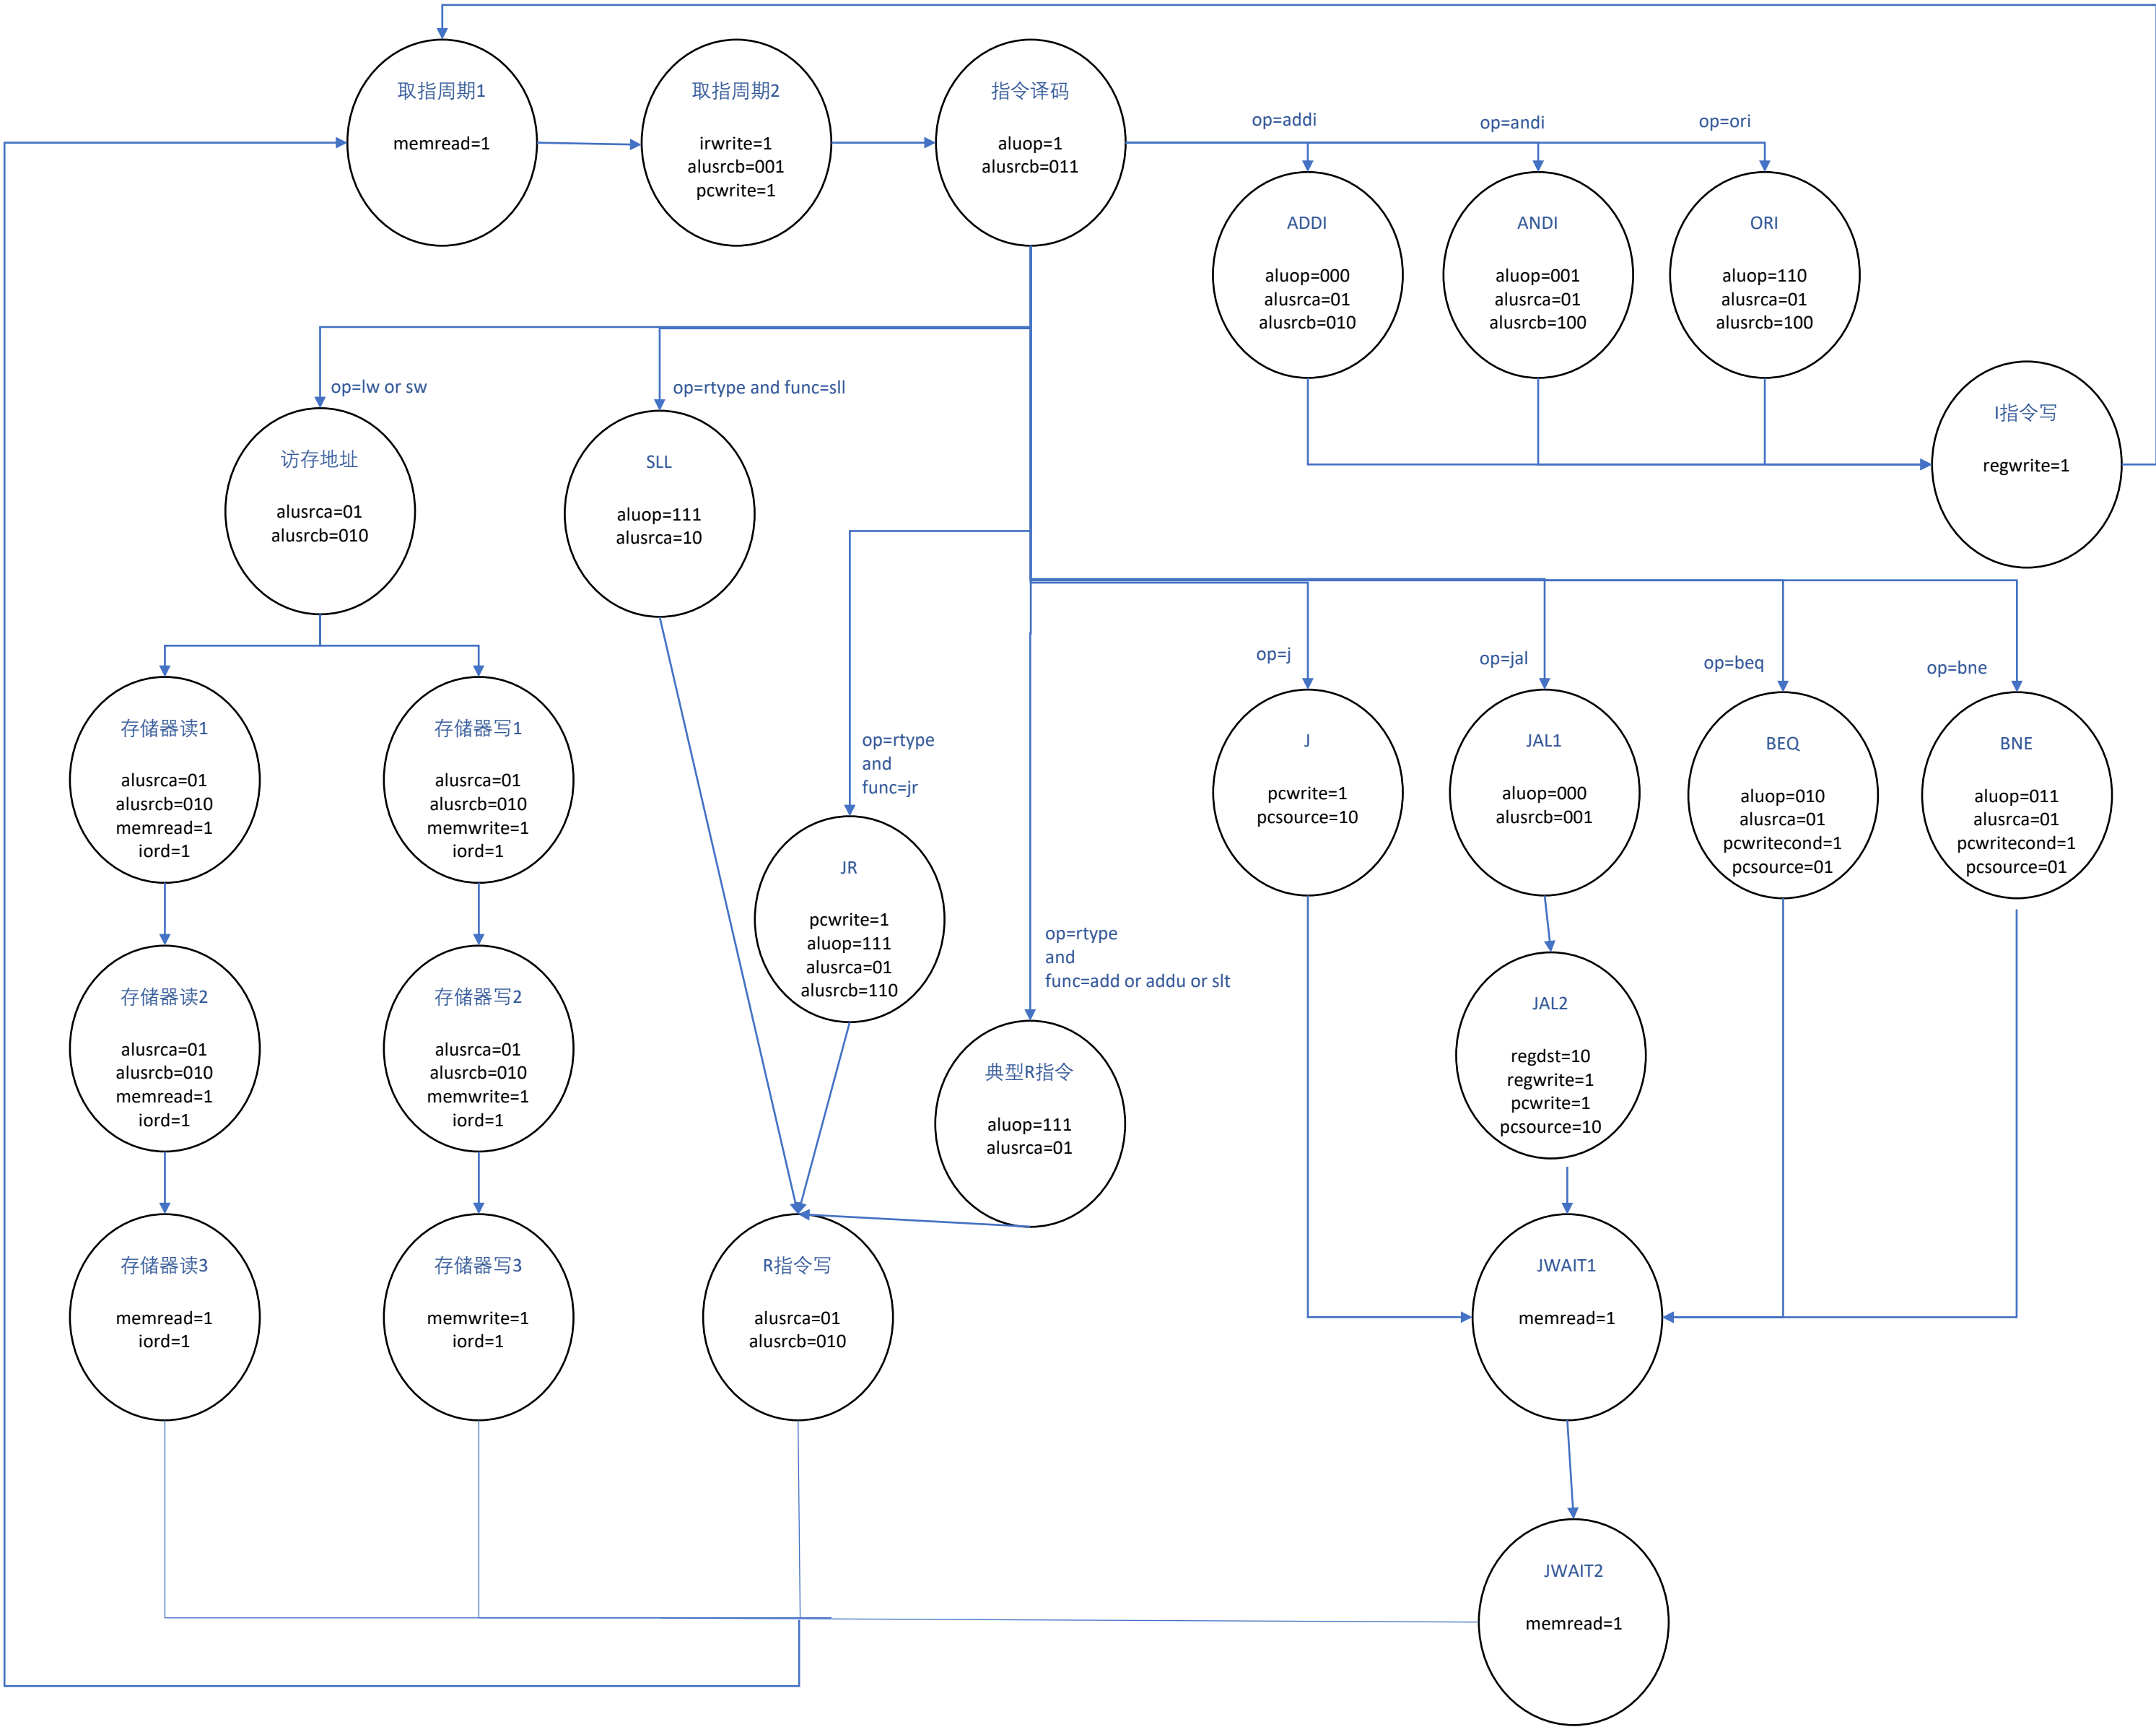 取指周期1
memread=1
取指周期2
irwrite=1
alusrcb=001
pcwrite=1
指令译码
aluop=1
alusrcb=011
op=addi
op=andi
op=ori
ADDI
aluop=000
alusrca=01
alusrcb=010
ANDI
aluop=001
alusrca=01
alusrcb=100
ORI
aluop=110
alusrca=01
alusrcb=100
I指令写
regwrite=1
op=lw or sw
op=rtype and func=sll
访存地址
alusrca=01
alusrcb=010
SLL
aluop=111
alusrca=10
op=rtype
and
func=jr
op=j
op=jal
op=beq
op=bne
存储器读1
alusrca=01
alusrcb=010
memread=1
iord=1
存储器写1
alusrca=01
alusrcb=010
memwrite=1
iord=1
JR
pcwrite=1
aluop=111
alusrca=01
alusrcb=110
J
pcwrite=1
pcsource=10
JAL1
aluop=000
alusrcb=001
BEQ
aluop=010
alusrca=01
pcwritecond=1
pcsource=01
BNE
aluop=011
alusrca=01
pcwritecond=1
pcsource=01
op=rtype
and
func=add or addu or slt
存储器读2
alusrca=01
alusrcb=010
memread=1
iord=1
存储器写2
alusrca=01
alusrcb=010
memwrite=1
iord=1
典型R指令
aluop=111
alusrca=01
JAL2
regdst=10
regwrite=1
pcwrite=1
pcsource=10
存储器读3
memread=1
iord=1
存储器写3
memwrite=1
iord=1
R指令写
alusrca=01
alusrcb=010
JWAIT1
memread=1
JWAIT2
memread=1